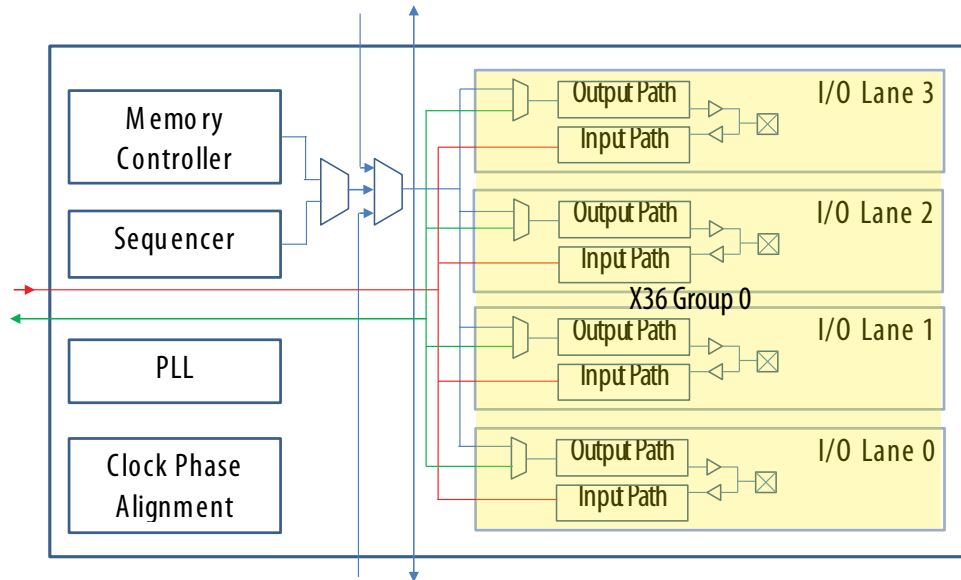 Memory
Controller
Sequencer
PLL
Clock Phase
Alignment
Output Path
Input Path
I/O Lane 3
Output Path
Input Path
I/O Lane 2
X36 Group 0
Output Path
Input Path
I/O Lane 1
Output Path
Input Path
I/O Lane 0